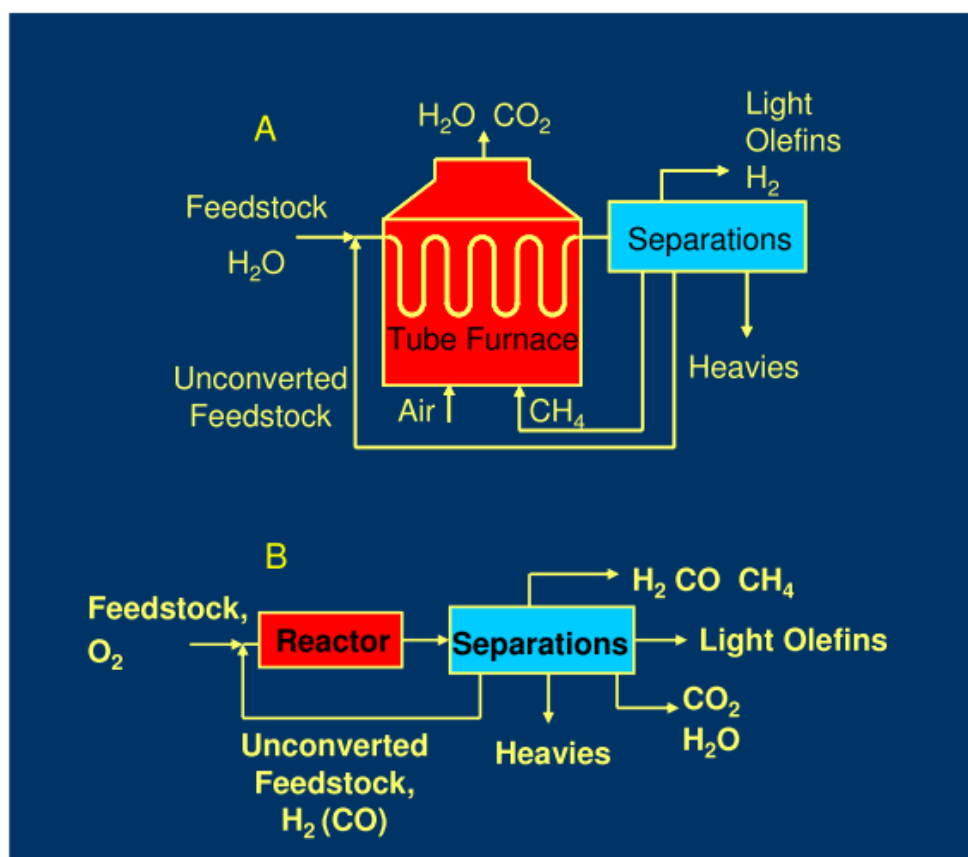 A
H₂O CO₂
Light
Olefins
H₂
Feedstock
H₂O
Separations
Tube Furnace
Heavies
Unconverted
Feedstock
Air
CH₄
B
H₂ CO CH₄
Feedstock,
O₂
Reactor
Separations
Light Olefins
CO₂
H₂O
Unconverted
Feedstock,
H₂ (CO)
Heavies